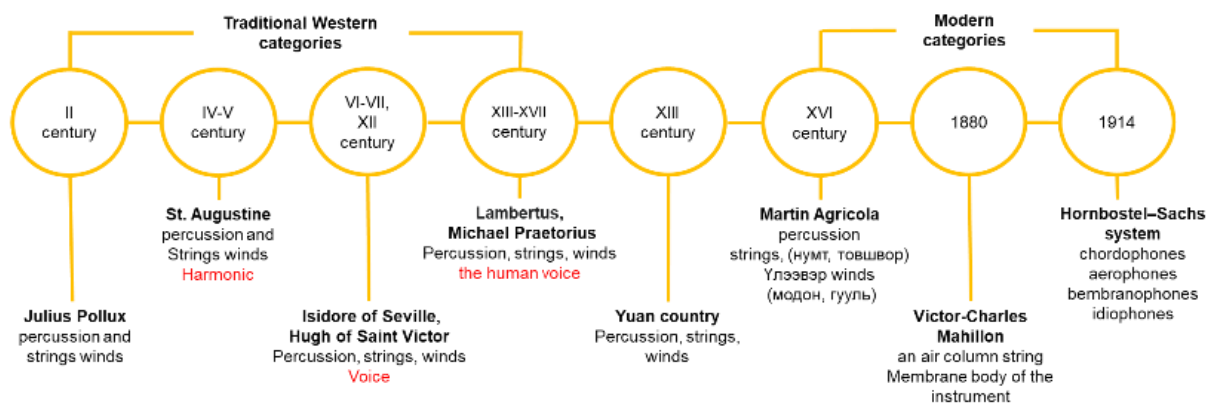 Traditional Western
categories
Modern
categories
II
century
IV-V
century
VI-VII,
XII
century
XIII-XVII
century
XIII
century
XVI
century
1880
1914
Julius Pollux
percussion and
strings winds
St. Augustine
percussion and
Strings winds
Harmonic
Isidore of Seville,
Hugh of Saint Victor
Percussion, strings, winds
Voice
Lambertus,
Michael Praetorius
Percussion, strings, winds
the human voice
Yuan country
Percussion, strings,
winds
Martin Agricola
percussion
strings, (нумт, товшвор)
Үлээвэр winds
(модон, гууль)
Victor-Charles
Mahillon
an air column string
Membrane body of the
instrument
Hornbostel–Sachs
system
chordophones
aerophones
bembranophones
idiophones